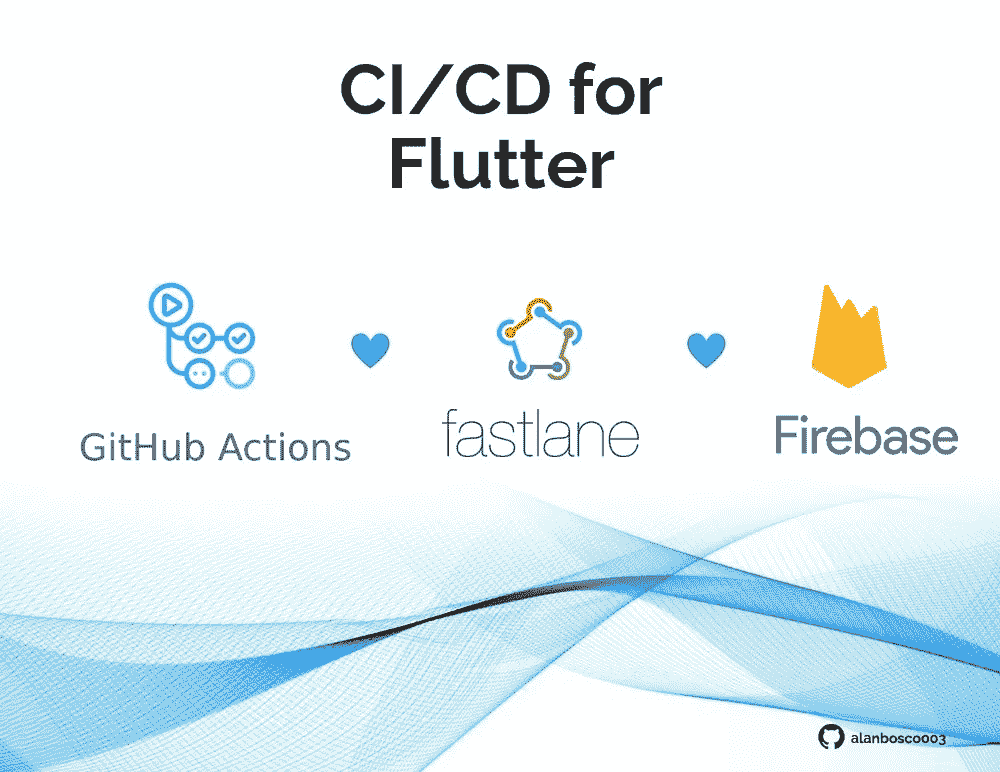 CI/CD for
Flutter
GitHub Actions
fastlane
Firebase
alanbosco003